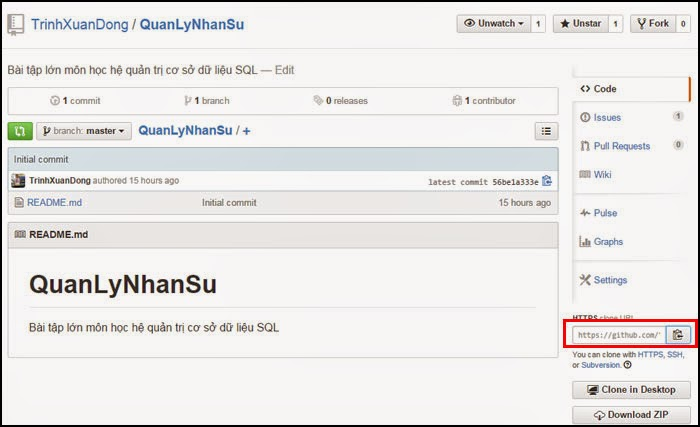 TrinhXuanDong / QuanLyNhanSu
Unwatch 1
Unstar 1
Fork 0
Bài tập lớn môn học hệ quản trị cơ sở dữ liệu SQL — Edit
1 commit
1 branch
0 releases
1 contributor
branch: master
QuanLyNhanSu / +
Initial commit
TrinhXuanDong authored 15 hours ago
latest commit 56be1a333e
README.md Initial commit 15 hours ago
README.md
QuanLyNhanSu
Bài tập lớn môn học hệ quản trị cơ sở dữ liệu SQL
Code
Issues 1
Pull Requests 0
Wiki
Pulse
Graphs
Settings
HTTPS clone URL
https://github.com/
You can clone with HTTPS, SSH,
or Subversion.
Clone in Desktop
Download ZIP